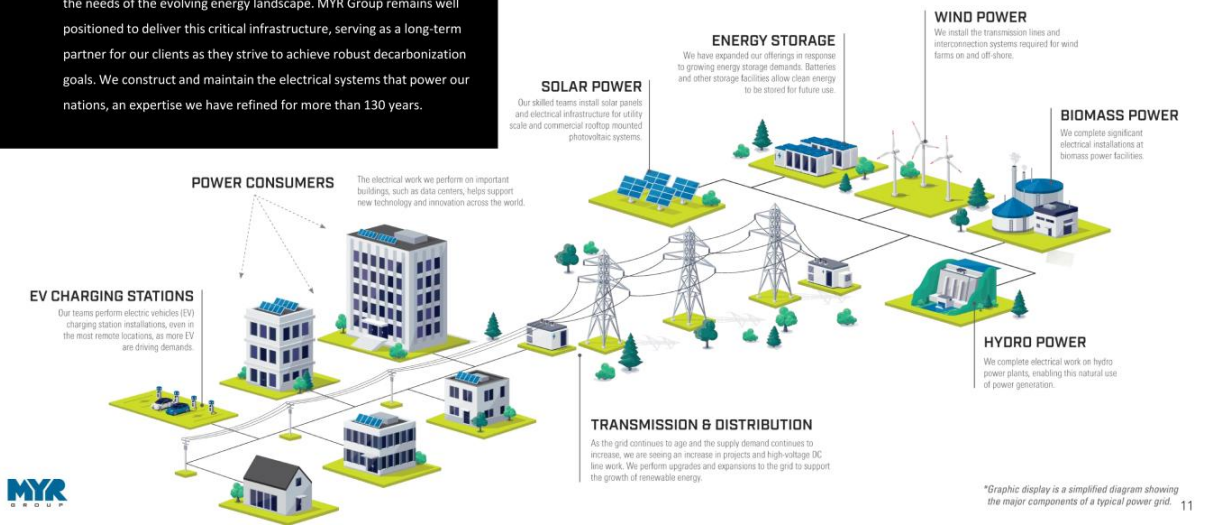 the needs of the evolving energy landscape. MYR Group remains well
positioned to deliver this critical infrastructure, serving as a long-term
partner for our clients as they strive to achieve robust decarbonization
goals. We construct and maintain the electrical systems that power our
nations, an expertise we have refined for more than 130 years.
WIND POWER
We install the transmission lines and
interconnection systems required for wind
farms on and off-shore.
ENERGY STORAGE
We have expanded our offerings in response
to growing energy storage demands. Batteries
and other storage facilities allow clean energy
to be stored for future use.
SOLAR POWER
Our skilled teams install solar panels
and electrical infrastructure for utility
scale and commercial rooftop mounted
photovoltaic systems.
BIOMASS POWER
We complete significant
electrical installations at
biomass power facilities.
POWER CONSUMERS
The electrical work we perform on important
buildings, such as data centers, helps support
new technology and innovation across the world.
EV CHARGING STATIONS
Our teams perform electric vehicles (EV)
charging station installations, even in
the most remote locations, as more EV
are driving demands.
HYDRO POWER
We complete electrical work on hydro
power plants, enabling this natural use
of power generation.
TRANSMISSION & DISTRIBUTION
As the grid continues to age and the supply demand continues to
increase, we are seeing an increase in projects and high-voltage DC
line work. We perform upgrades and expansions to the grid to support
the growth of renewable energy.
MYR
GROUP
*Graphic display is a simplified diagram showing
the major components of a typical power grid.
11